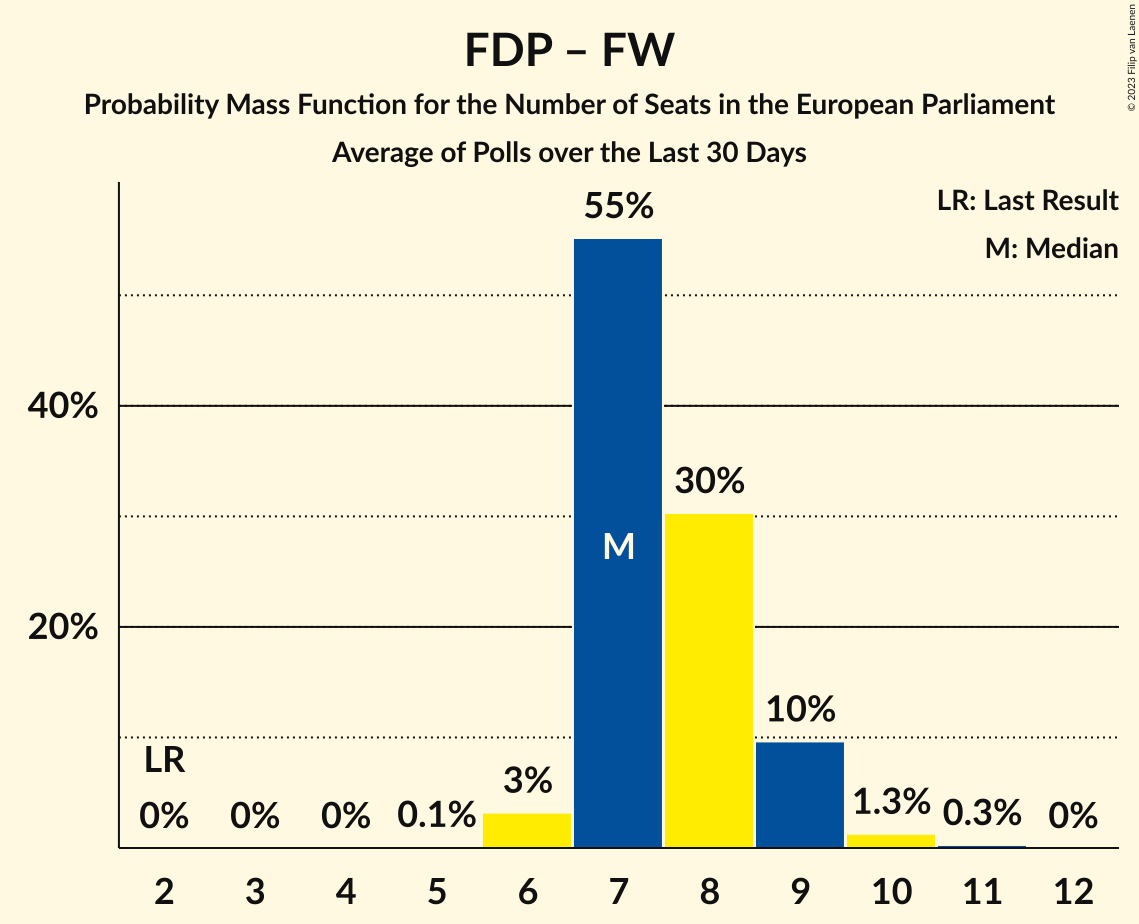 FDP – FW
Probability Mass Function for the Number of Seats in the European Parliament
Average of Polls over the Last 30 Days
© 2023 Filip van Laenen
LR: Last Result
M: Median
55%
40%
30%
M
20%
10%
LR
3%
1.3%
0% 0% 0% 0.1% 0.3% 0%
2 3 4 5 6 7 8 9 10 11 12